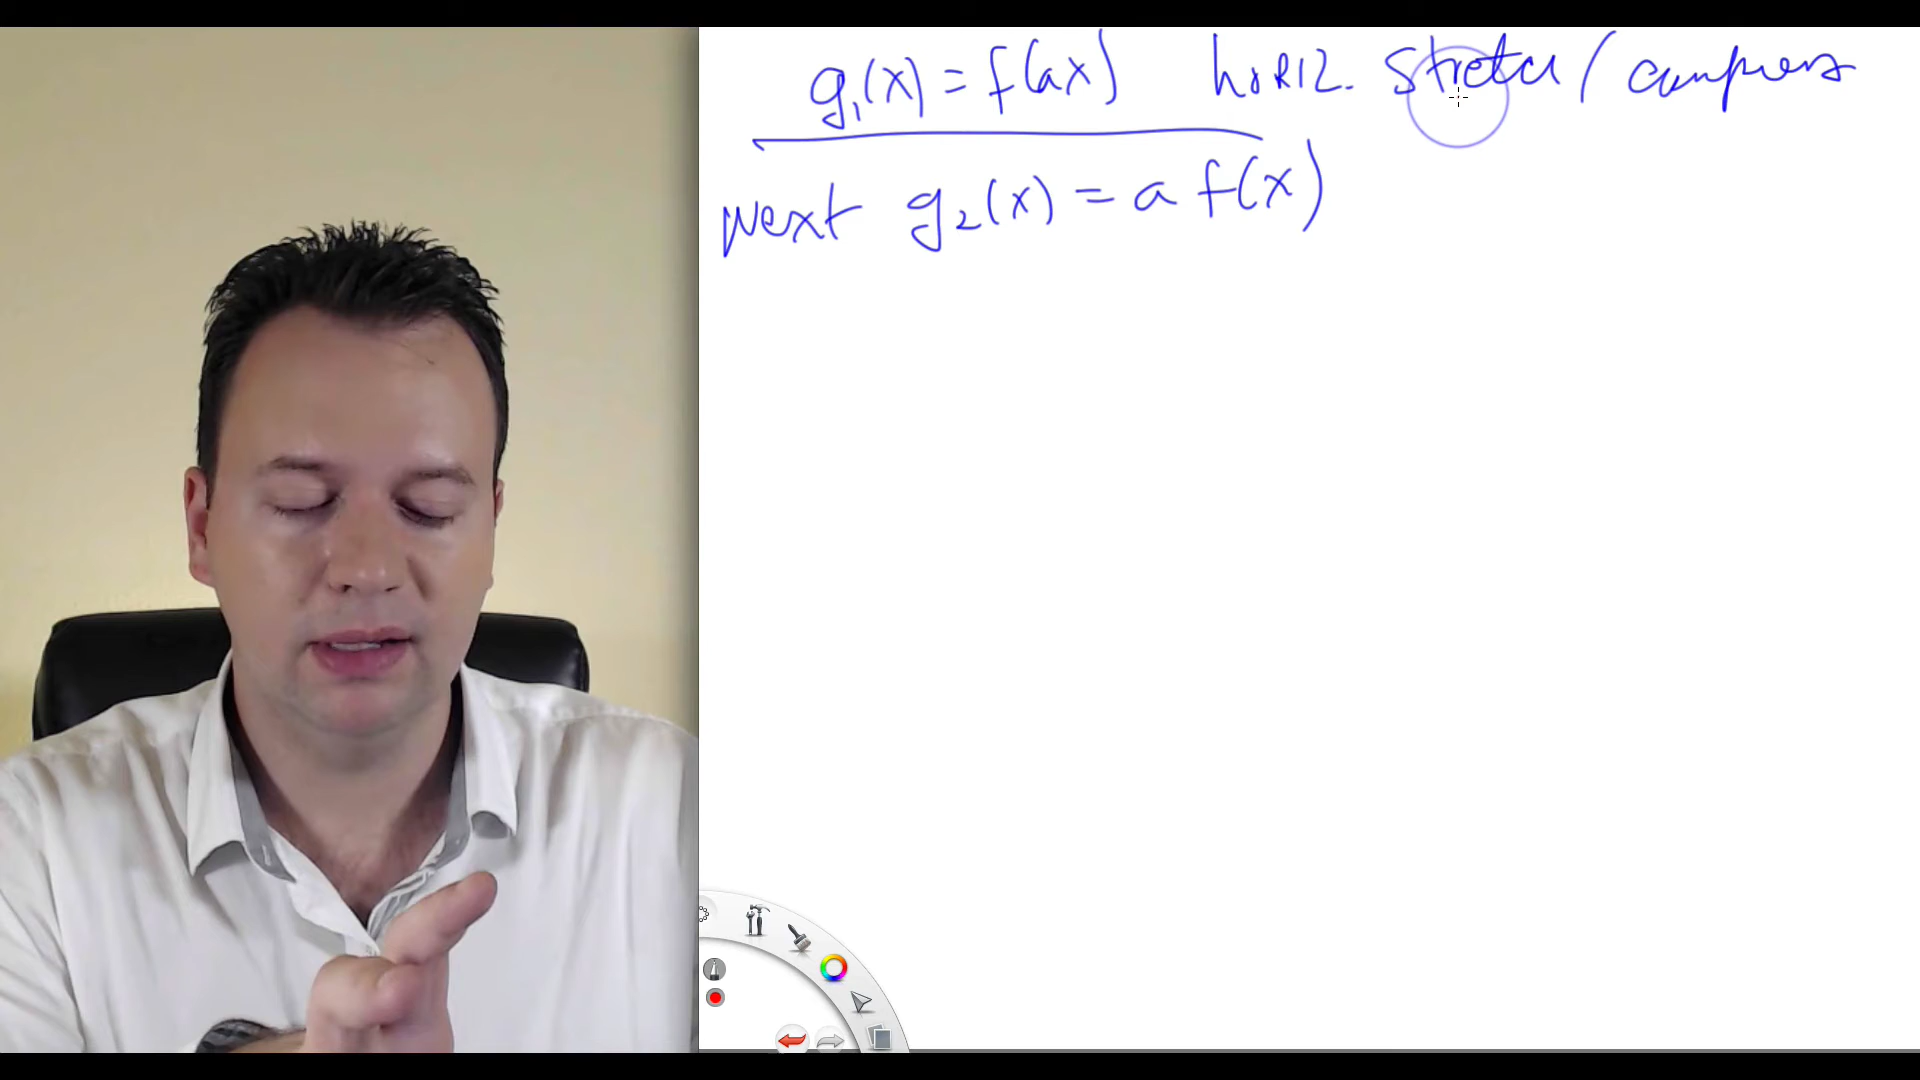 g₁(x) = f(ax) horiz. stretch / compress
Next g₂(x) = a f(x)